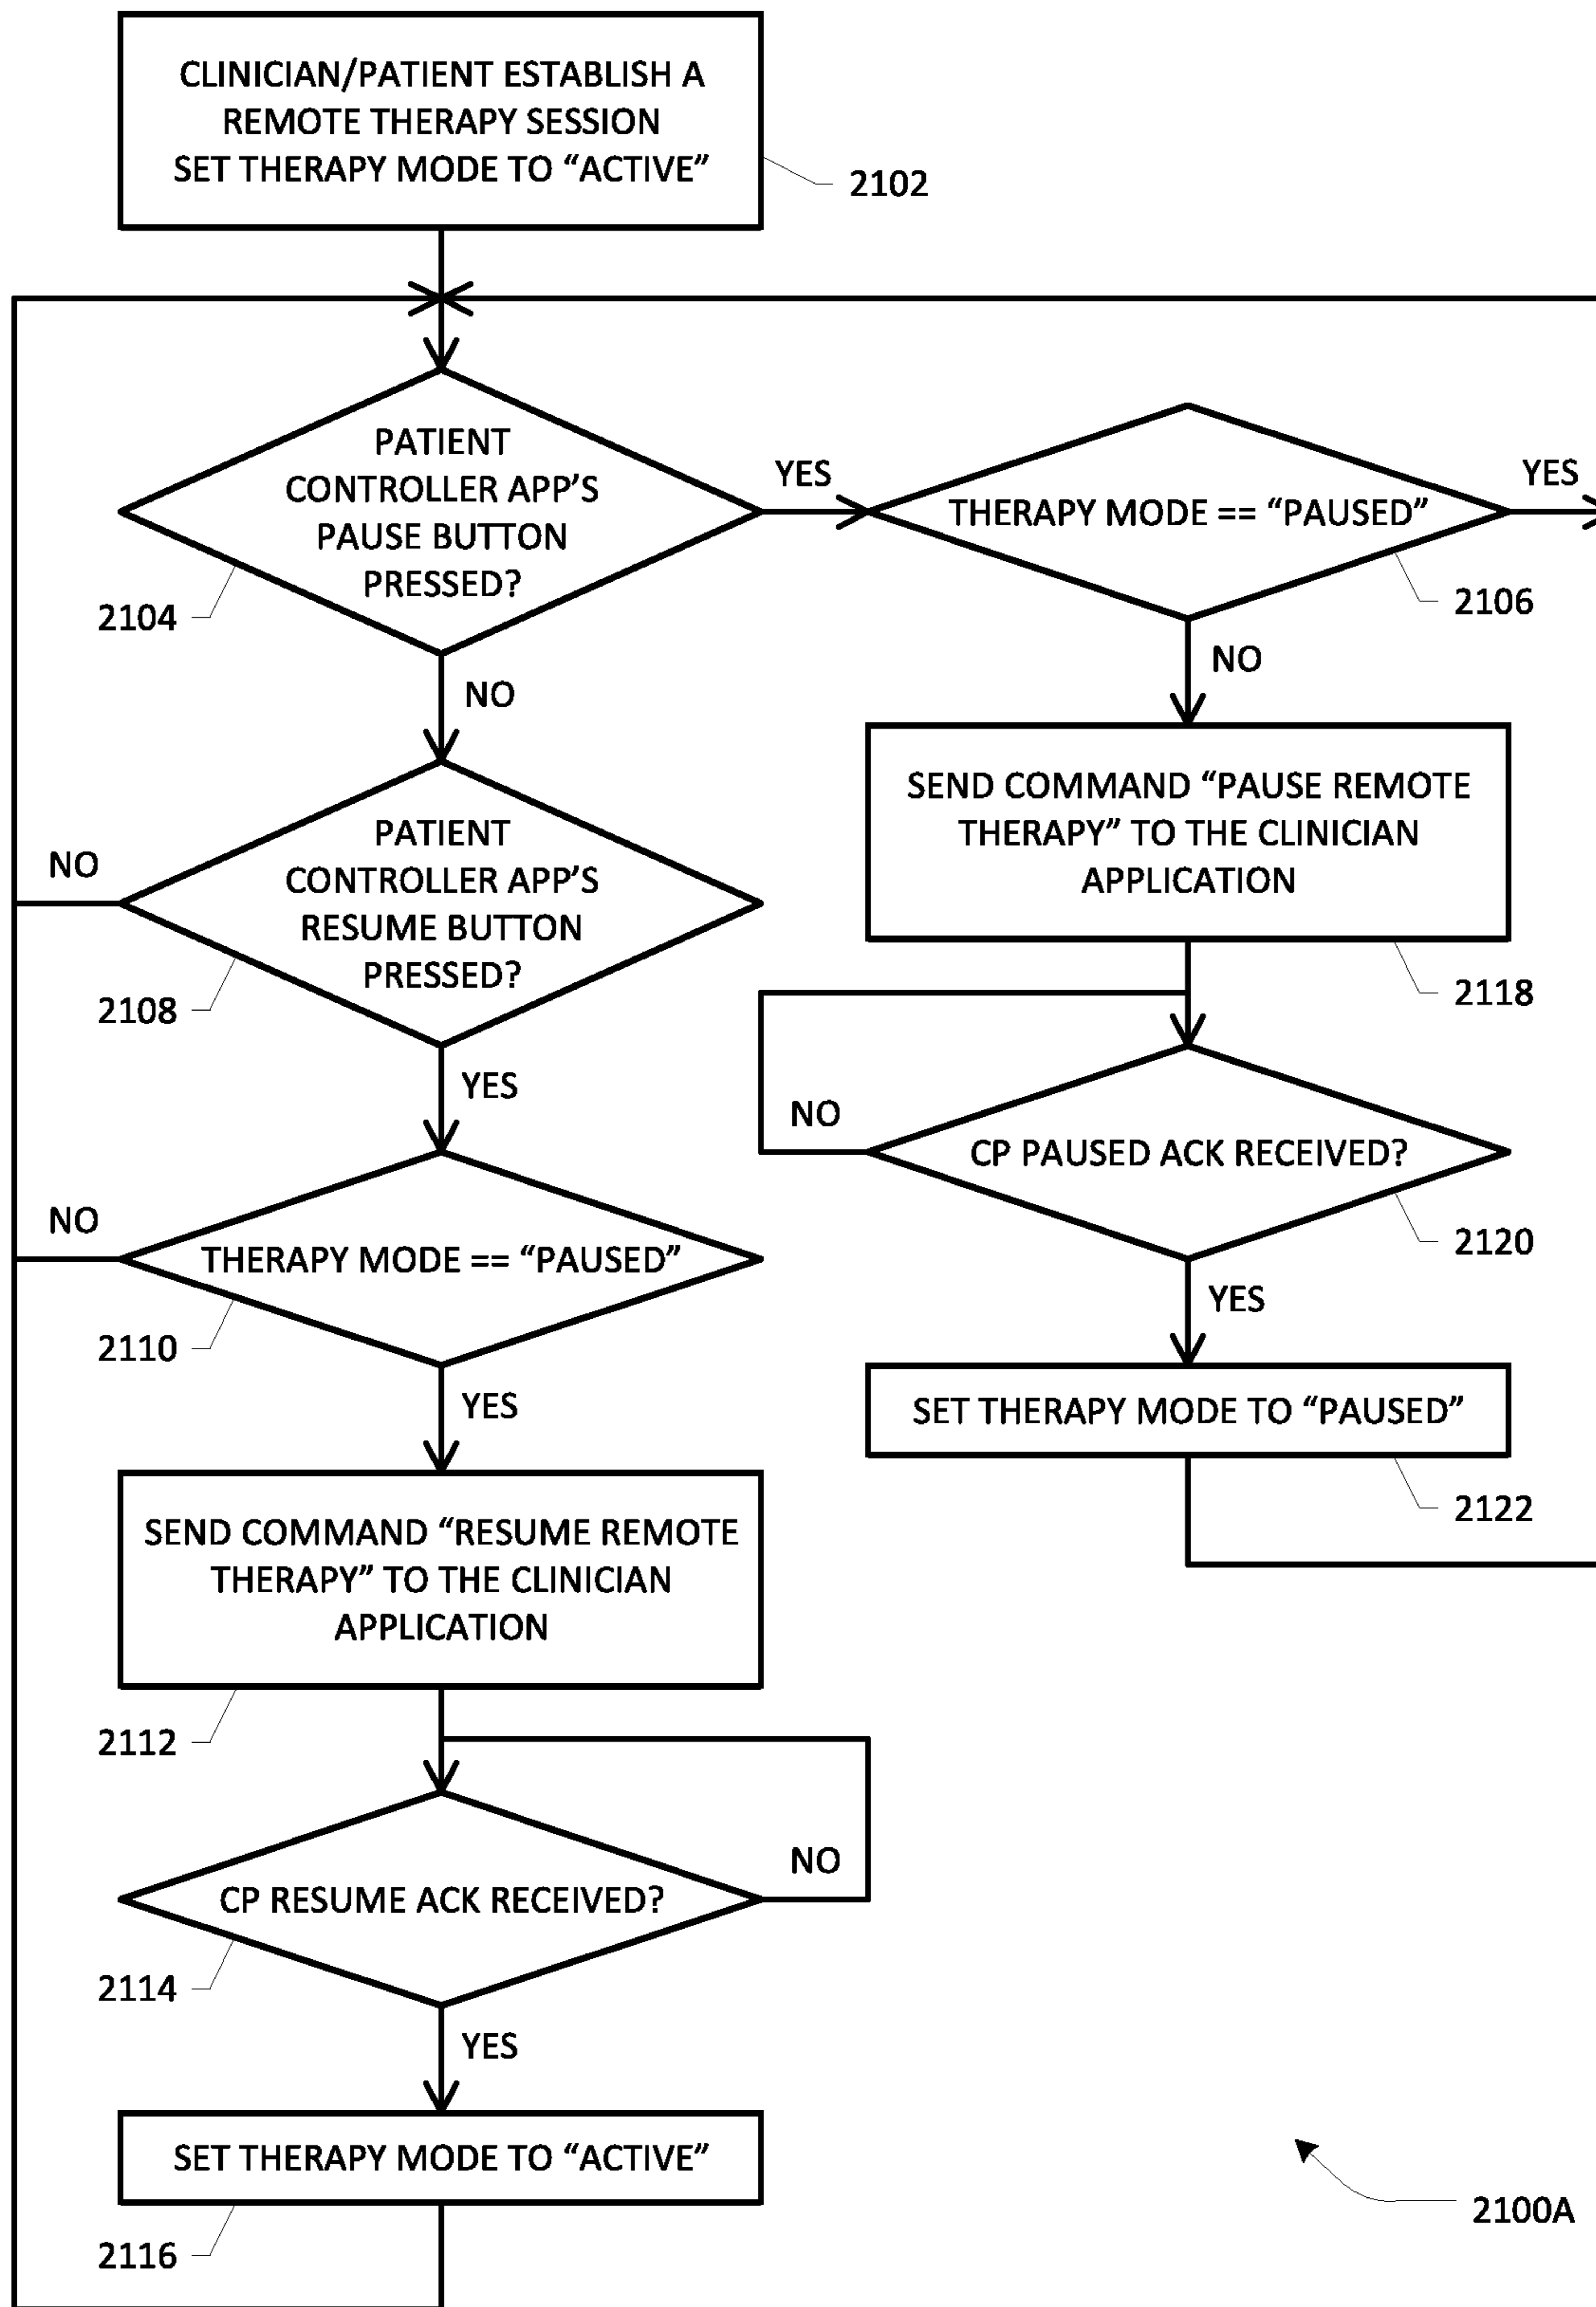 CLINICIAN/PATIENT ESTABLISH A
REMOTE THERAPY SESSION
SET THERAPY MODE TO “ACTIVE”
2102
PATIENT
CONTROLLER APP’S
PAUSE BUTTON
PRESSED?
2104
YES
THERAPY MODE == “PAUSED”
YES
2106
NO
NO
PATIENT
CONTROLLER APP’S
RESUME BUTTON
PRESSED?
NO
2108
YES
SEND COMMAND “PAUSE REMOTE
THERAPY” TO THE CLINICIAN
APPLICATION
2118
CP PAUSED ACK RECEIVED?
NO
2120
YES
THERAPY MODE == “PAUSED”
NO
2110
YES
SET THERAPY MODE TO “PAUSED”
2122
SEND COMMAND “RESUME REMOTE
THERAPY” TO THE CLINICIAN
APPLICATION
2112
CP RESUME ACK RECEIVED?
NO
2114
YES
SET THERAPY MODE TO “ACTIVE”
2116
2100A